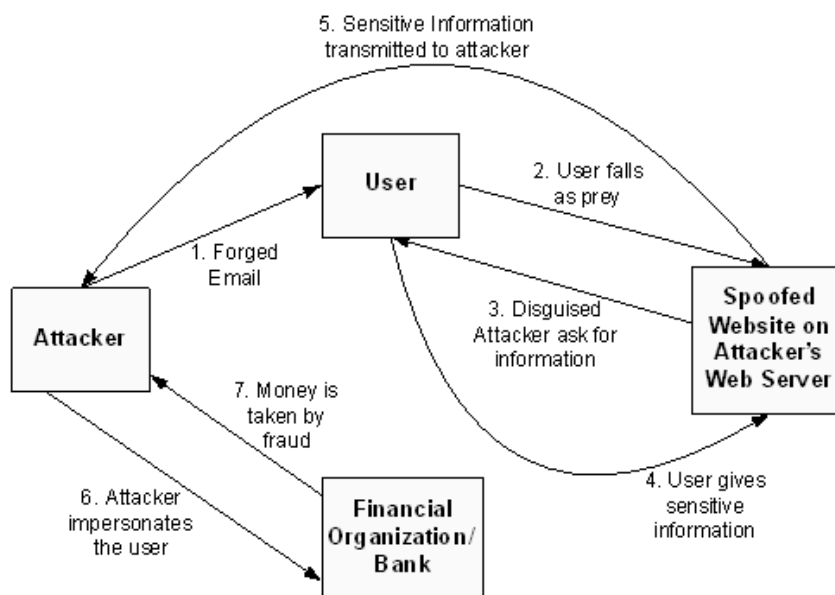 5. Sensitive Information
transmitted to attacker
User
2. User falls
as prey
1. Forged
Email
Attacker
3. Disguised
Attacker ask for
information
Spoofed
Website on
Attacker's
Web Server
7. Money is
taken by
fraud
6. Attacker
impersonates
the user
Financial
Organization/
Bank
4. User gives
sensitive
information